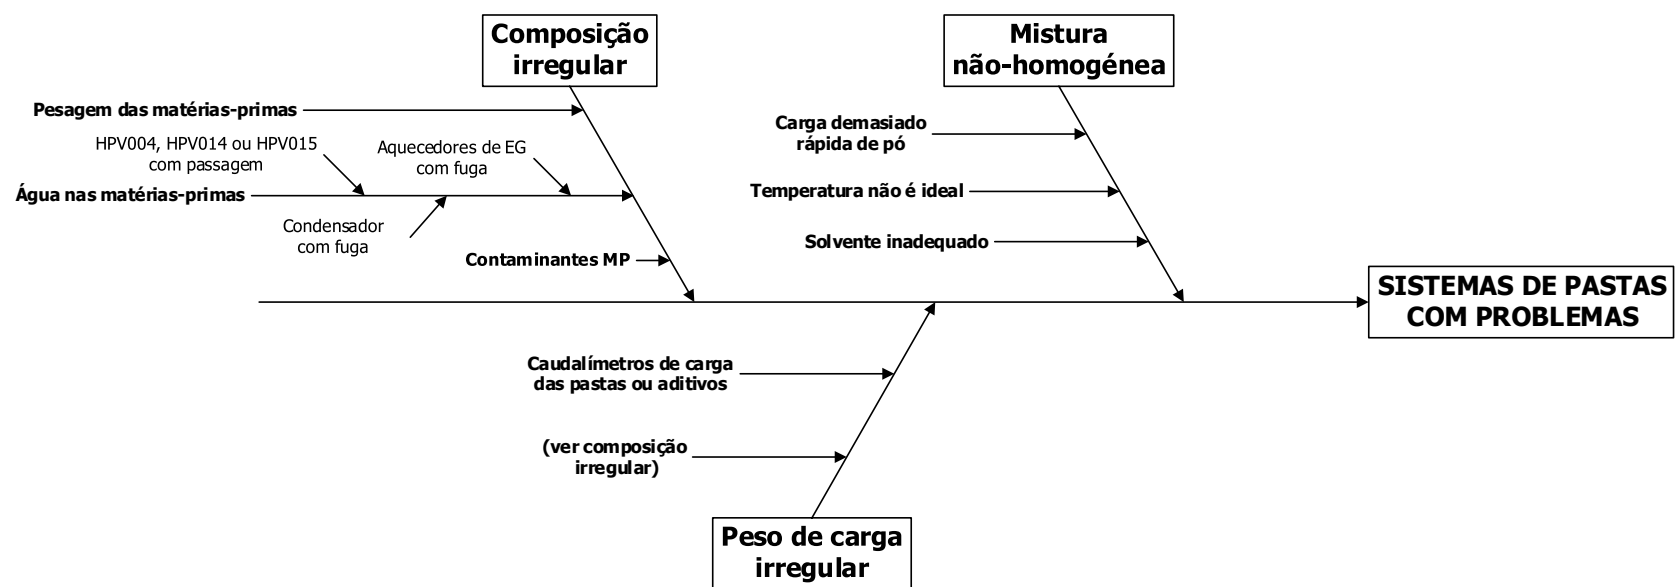 Composição
irregular
Mistura
não-homogénea
Pesagem das matérias-primas
HPV004, HPV014 ou HPV015
com passagem
Aquecedores de EG
com fuga
Água nas matérias-primas
Condensador
com fuga
Contaminantes MP
Carga demasiado
rápida de pó
Temperatura não é ideal
Solvente inadequado
SISTEMAS DE PASTAS
COM PROBLEMAS
Caudalímetros de carga
das pastas ou aditivos
(ver composição
irregular)
Peso de carga
irregular